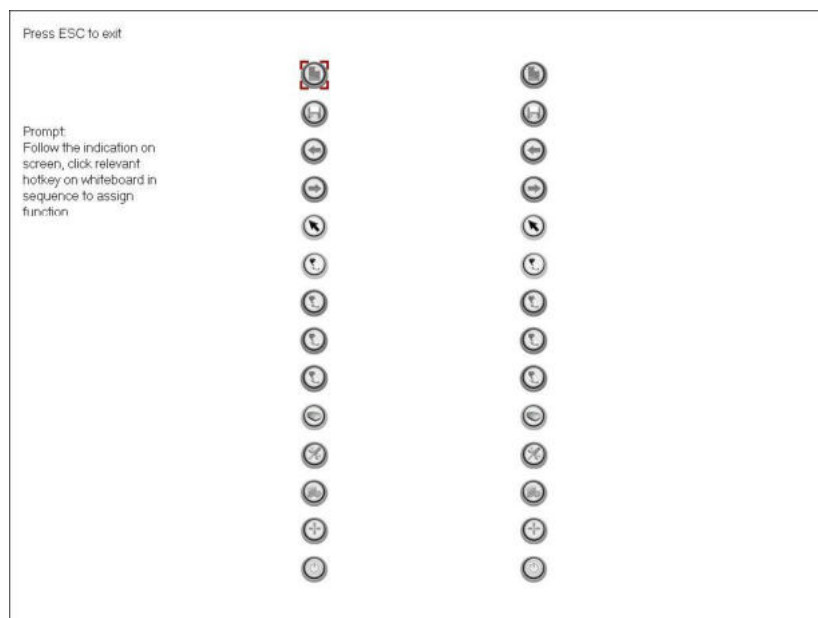 Press ESC to exit
Prompt:
Follow the indication on
screen, click relevant
hotkey on whiteboard in
sequence to assign
function